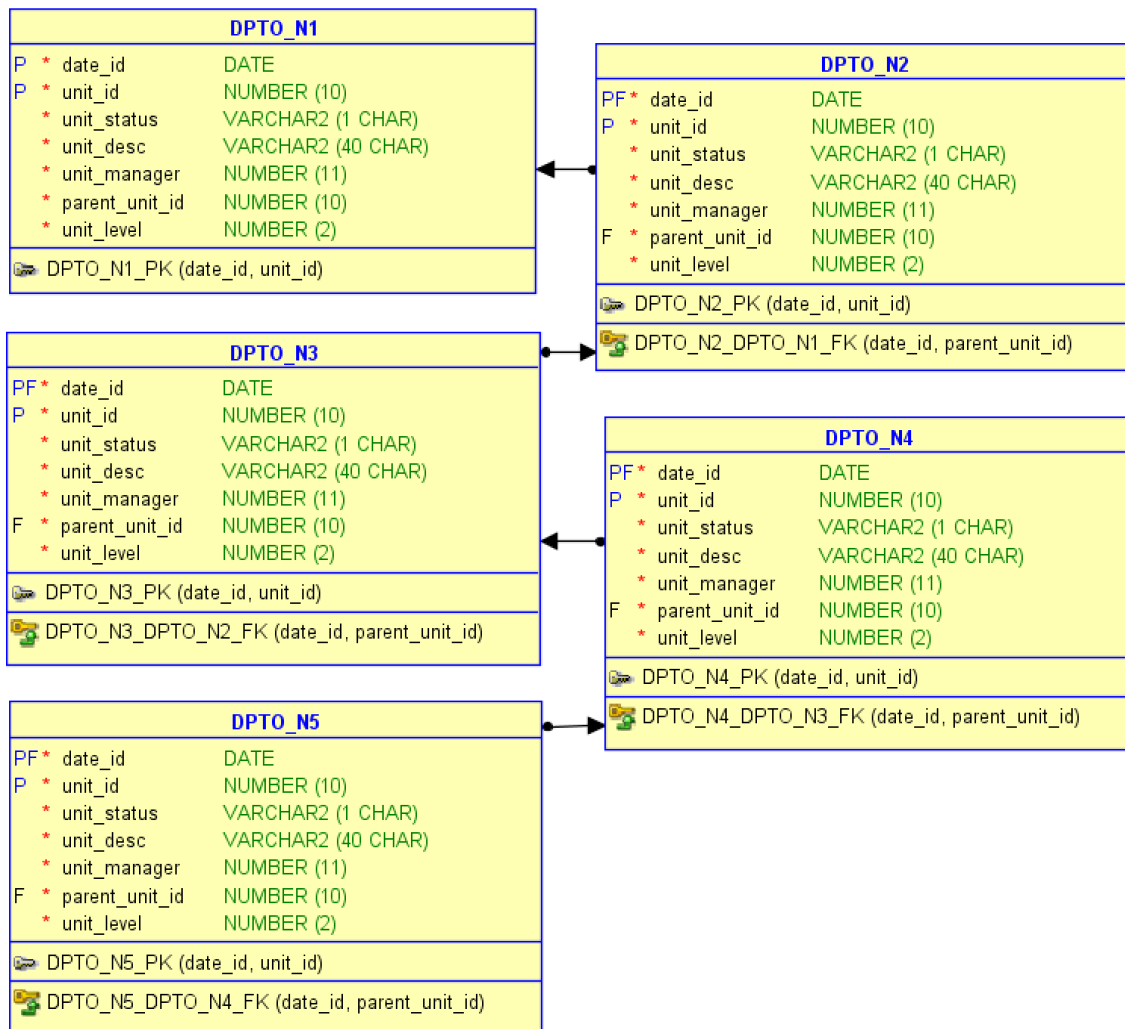 DPTO_N1
P * date_id DATE
P * unit_id NUMBER (10)
* unit_status VARCHAR2 (1 CHAR)
* unit_desc VARCHAR2 (40 CHAR)
* unit_manager NUMBER (11)
* parent_unit_id NUMBER (10)
* unit_level NUMBER (2)
DPTO_N1_PK (date_id, unit_id)
DPTO_N2
PF* date_id DATE
P * unit_id NUMBER (10)
* unit_status VARCHAR2 (1 CHAR)
* unit_desc VARCHAR2 (40 CHAR)
* unit_manager NUMBER (11)
F * parent_unit_id NUMBER (10)
* unit_level NUMBER (2)
DPTO_N2_PK (date_id, unit_id)
DPTO_N2_DPTO_N1_FK (date_id, parent_unit_id)
DPTO_N3
PF* date_id DATE
P * unit_id NUMBER (10)
* unit_status VARCHAR2 (1 CHAR)
* unit_desc VARCHAR2 (40 CHAR)
* unit_manager NUMBER (11)
F * parent_unit_id NUMBER (10)
* unit_level NUMBER (2)
DPTO_N3_PK (date_id, unit_id)
DPTO_N3_DPTO_N2_FK (date_id, parent_unit_id)
DPTO_N4
PF* date_id DATE
P * unit_id NUMBER (10)
* unit_status VARCHAR2 (1 CHAR)
* unit_desc VARCHAR2 (40 CHAR)
* unit_manager NUMBER (11)
F * parent_unit_id NUMBER (10)
* unit_level NUMBER (2)
DPTO_N4_PK (date_id, unit_id)
DPTO_N4_DPTO_N3_FK (date_id, parent_unit_id)
DPTO_N5
PF* date_id DATE
P * unit_id NUMBER (10)
* unit_status VARCHAR2 (1 CHAR)
* unit_desc VARCHAR2 (40 CHAR)
* unit_manager NUMBER (11)
F * parent_unit_id NUMBER (10)
* unit_level NUMBER (2)
DPTO_N5_PK (date_id, unit_id)
DPTO_N5_DPTO_N4_FK (date_id, parent_unit_id)